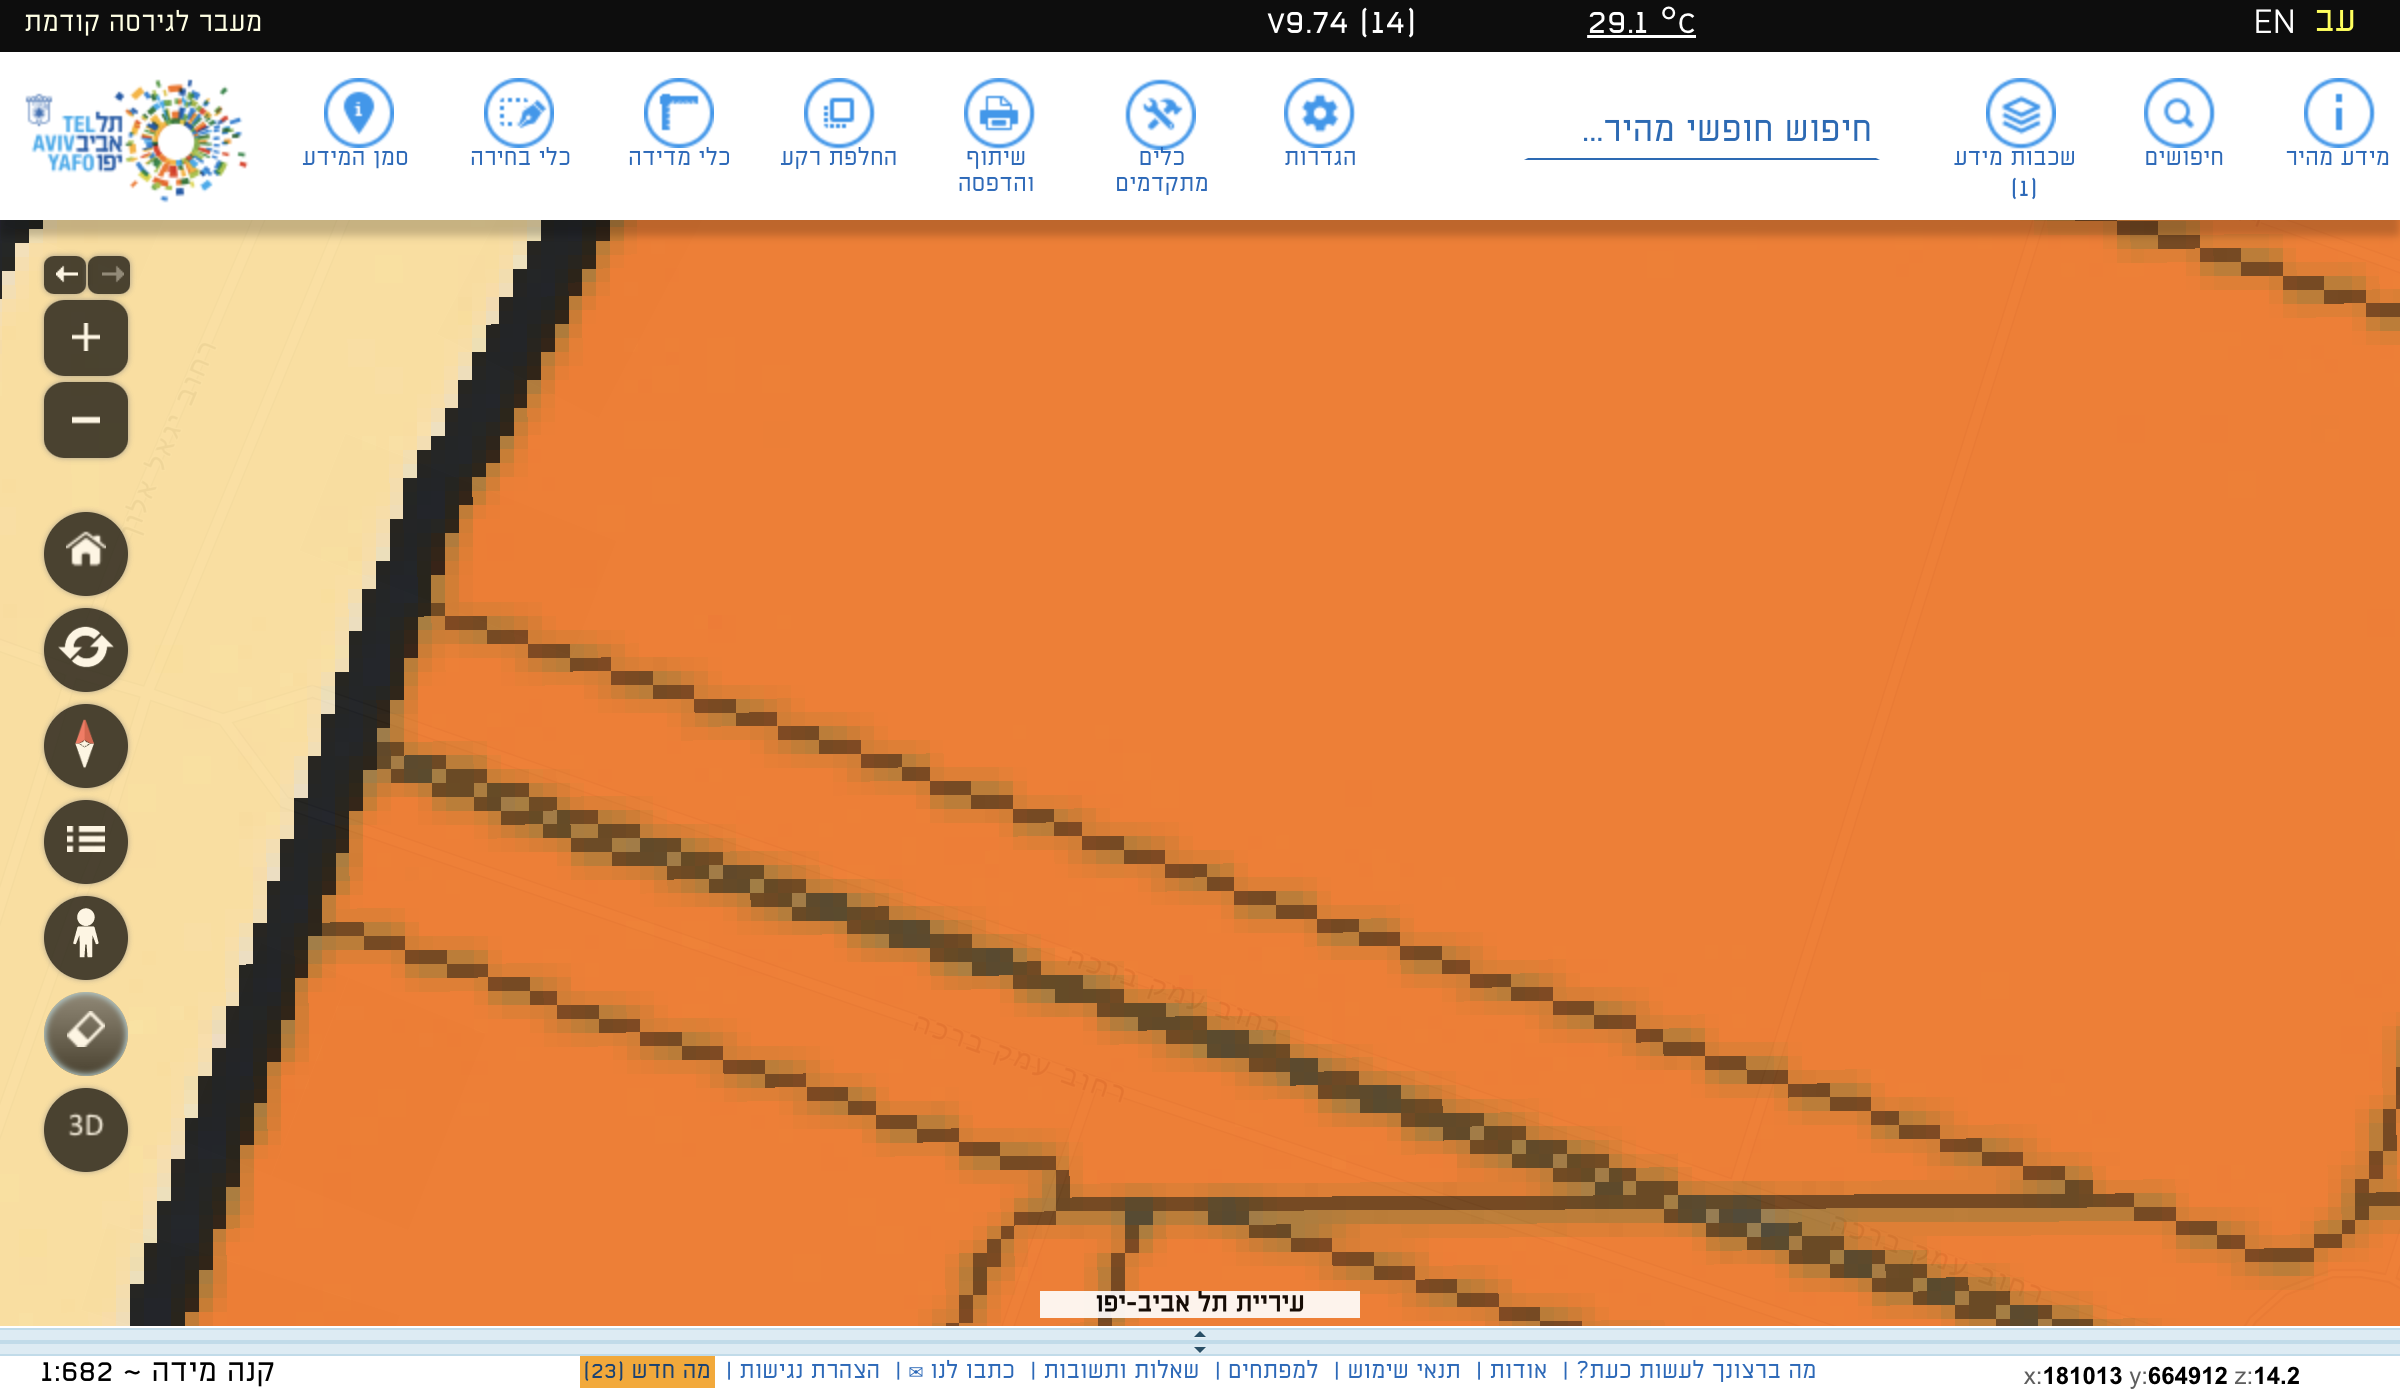 עב EN
29.1 °C
V9.74 (14)
מעבר לגירסה קודמת
מידע מהיר
חיפושים
שכבות מידע
(1)
חיפוש חופשי מהיר...
הגדרות
כלים
מתקדמים
שיתוף
והדפסה
החלפת רקע
כלי מדידה
כלי בחירה
סמן המידע
תל
אביב
יפו
TEL
AVIV
YAFO
רחוב יגאל אלון
רחוב עמק ברכה
רחוב עמק ברכה
רחוב עמק ברכה
3D
עיריית תל אביב-יפו
x:181013 y:664912 z:14.2
מה ברצונך לעשות כעת? | אודות | תנאי שימוש | למפתחים | שאלות ותשובות | כתבו לנו ✉ | הצהרת נגישות | מה חדש (23)
קנה מידה ~ 1:682